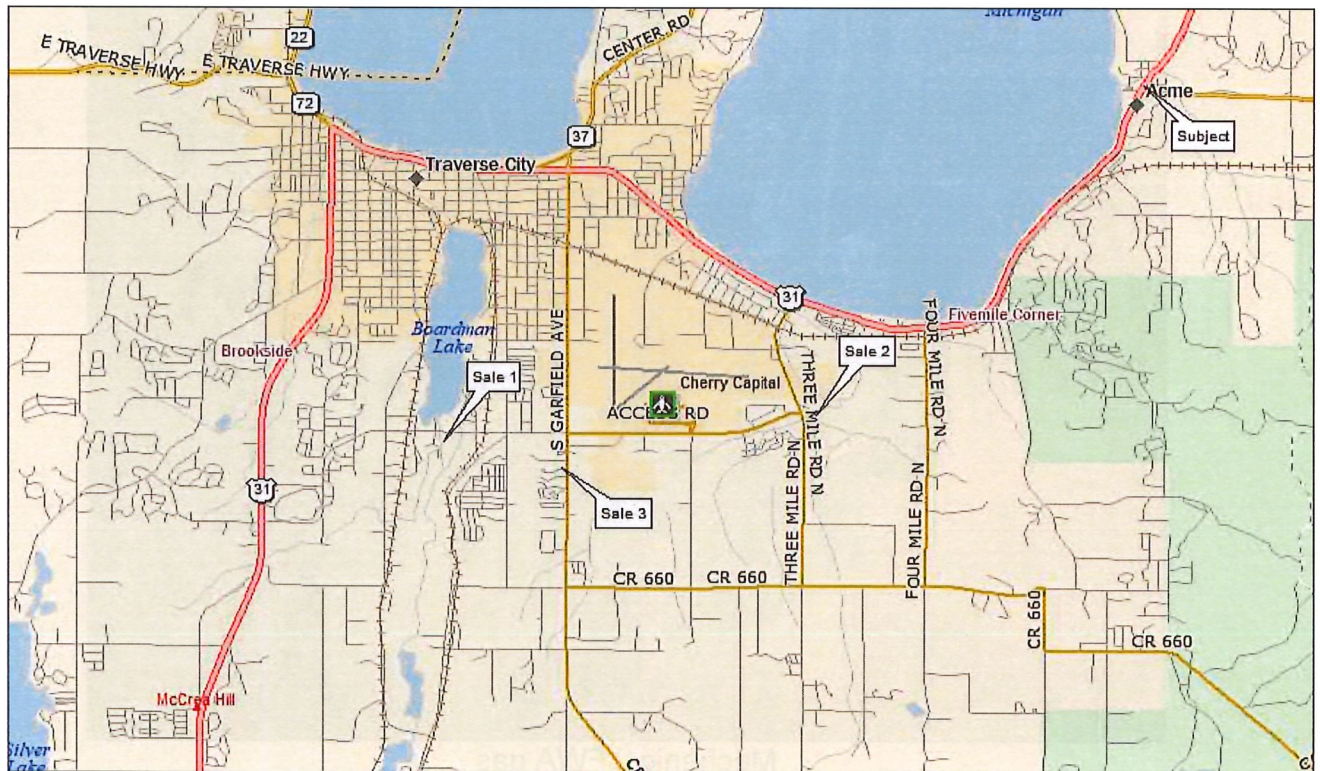 Michigan
22
E TRAVERSE HWY
E TRAVERSE HWY
CENTER RD
72
37
Acme
Subject
Traverse City
31
FOUR MILE RD N
Fivemile Corner
Boardman
Lake
S GARFIELD AVE
Brookside
Sale 1
Sale 2
THREE MILE RD N
Cherry Capital
ACCESS RD
31
Sale 3
THREE MILE RD N
FOUR MILE RD N
CR 660
CR 660
CR 660
CR 660
McCrea Hill
Silver
Lake